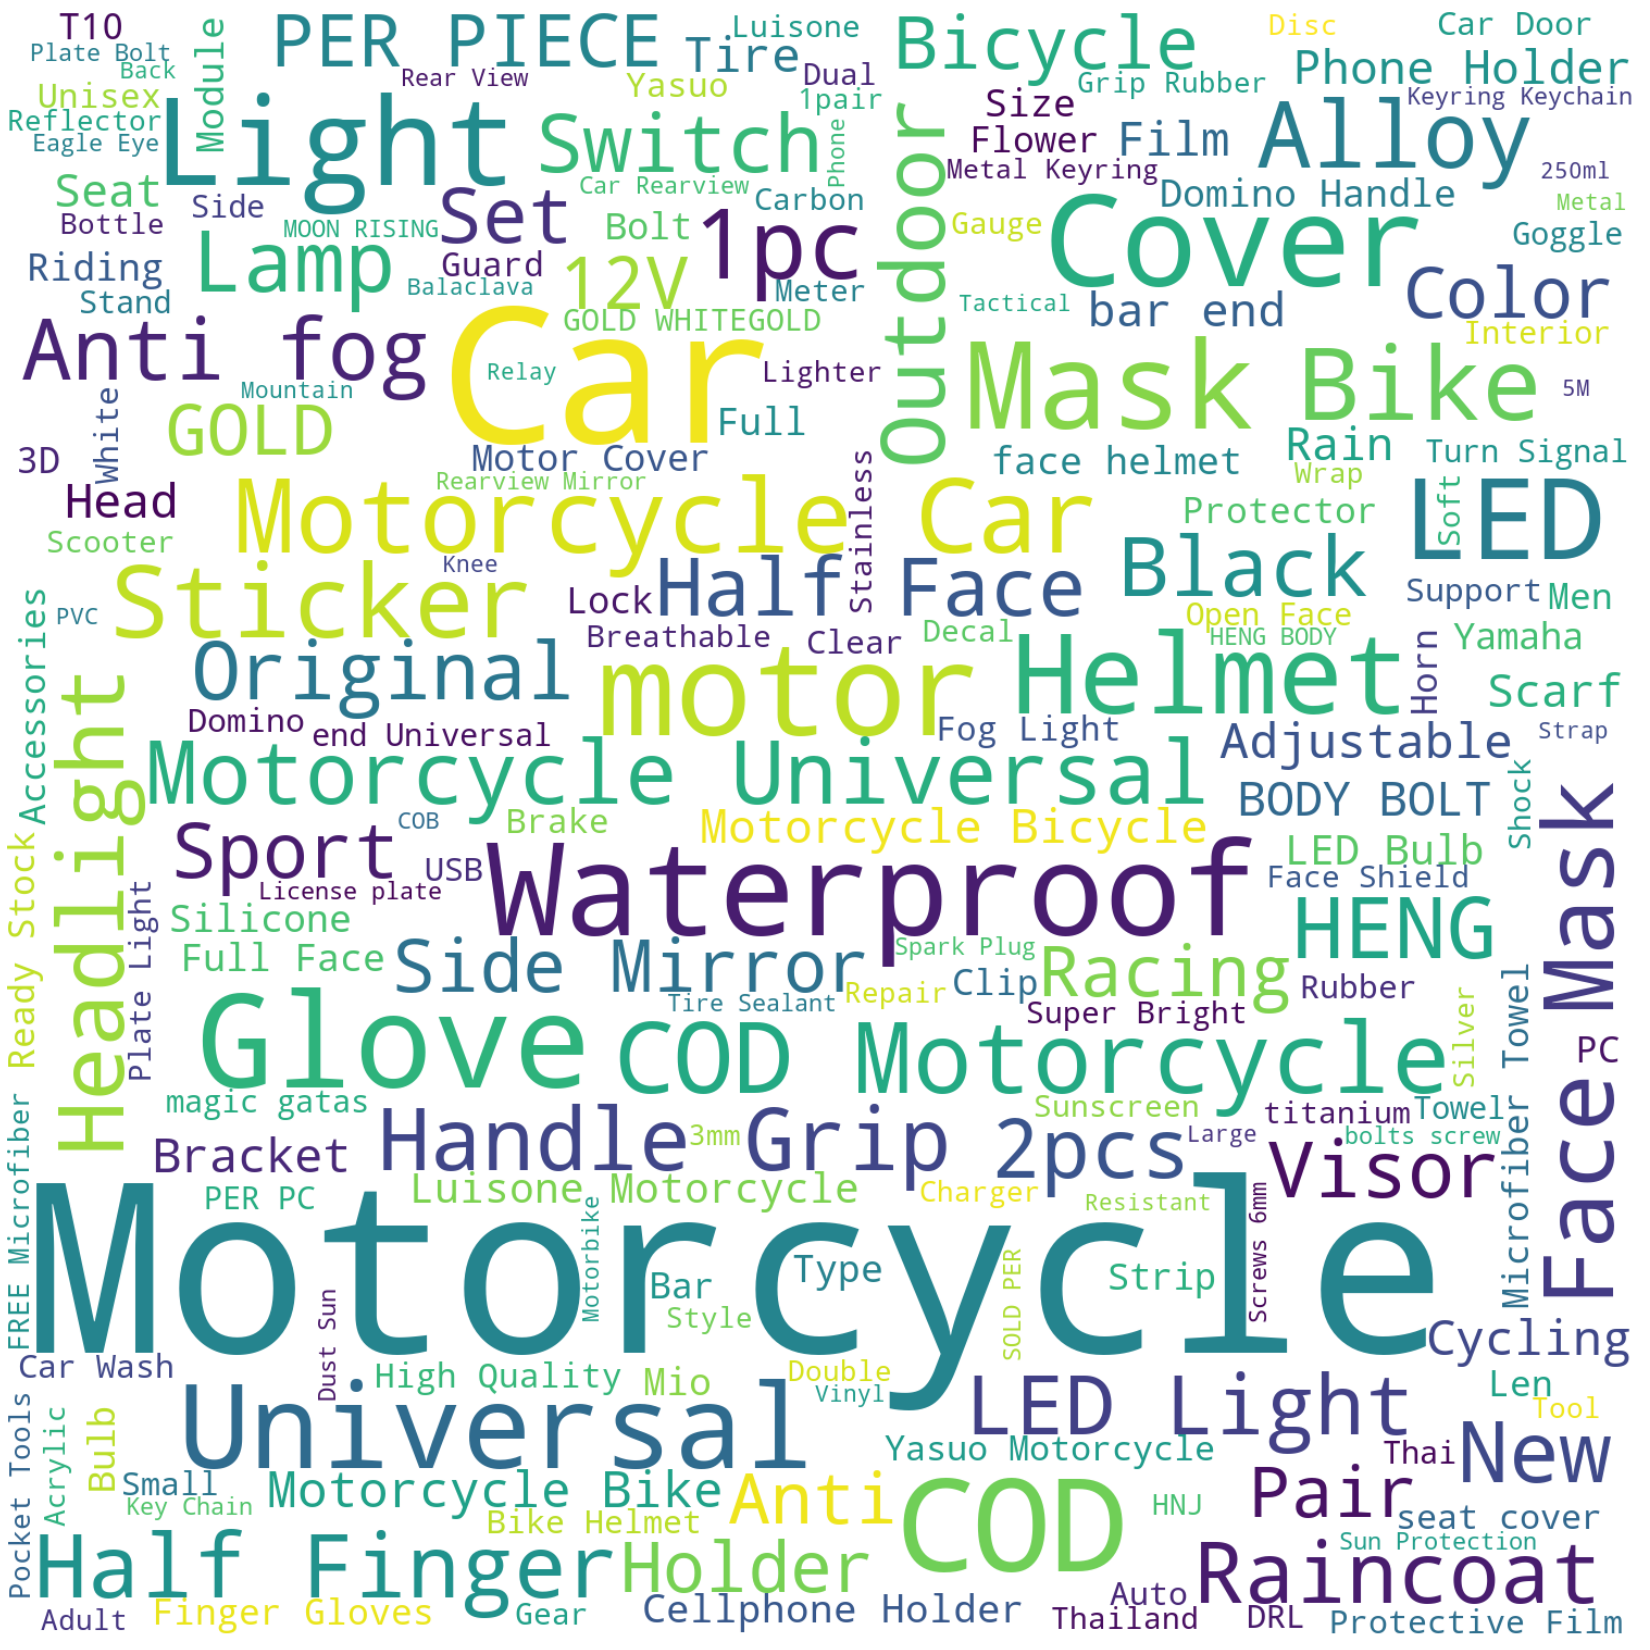 T10
PER PIECE
Tire
Luisone
Bicycle
Disc
Car Door
Plate Bolt
Back
Module
Rear View
Yasuo
Dual
Grip Rubber
Phone Holder
Unisex
Light
Switch
1pair
Size
Keyring Keychain
Reflector
Eagle Eye
Phone
Outdoor
Flower
Film
Alloy
Seat
Side
Set
Car Rearview
Carbon
Metal Keyring
Domino Handle
250ml
Bottle
MOON RISING
Bolt
1pc
Gauge
Cover
Metal
Goggle
Riding
Lamp
Guard
12V
Meter
Stand
Balaclava
Tactical
bar end
Color
Anti fog
Car
GOLD WHITEGOLD
Mask
Bike
Interior
Mountain
Relay
Lighter
5M
White
GOLD
Full
3D
Motor Cover
face helmet
Rain
Turn Signal
Head
Rearview Mirror
Stainless
Wrap
Soft
LED
Motorcycle Car
Protector
Scooter
Knee
Black
Sticker
Half Face
Support
Men
Accessories
PVC
Lock
Open Face
Breathable
Clear
Decal
HENG BODY
Horn
Yamaha
Original
motor
Helmet
Scarf
Headlight
Domino
end Universal
Fog Light
Adjustable
Strap
Motorcycle Universal
BODY BOLT
Shock
Face Mask
Ready Stock
Sport
COB
Brake
Motorcycle Bicycle
LED Bulb
USB
Waterproof
Face Shield
License plate
Plate Light
Silicone
HENG
Full Face
Side Mirror
Spark Plug
Racing
Clip
Rubber
Microfiber Towel
Tire Sealant
Repair
Super Bright
Silver
Glove
COD Motorcycle
PC
FREE Microfiber
magic gatas
Sunscreen
titanium
Towel
Bracket
Handle Grip
3mm
2pcs
Large
bolts screw
Visor
PER PC
Luisone Motorcycle
Charger
Resistant
Screws 6mm
Motorcycle
Motorbike
Bar
Type
SOLD PER
Strip
Style
Dust Sun
Cycling
Car Wash
High Quality
Mio
Double
Vinyl
Len
Pocket Tools
Universal
LED Light
Tool
Acrylic
Bulb
Yasuo Motorcycle
Thai
New
Small
Motorcycle Bike
Anti
COD
HNJ
Pair
Key Chain
Bike Helmet
seat cover
Half Finger
Holder
Sun Protection
Raincoat
Adult
Finger Gloves
Gear
Cellphone Holder
Auto
Thailand
DRL
Protective Film